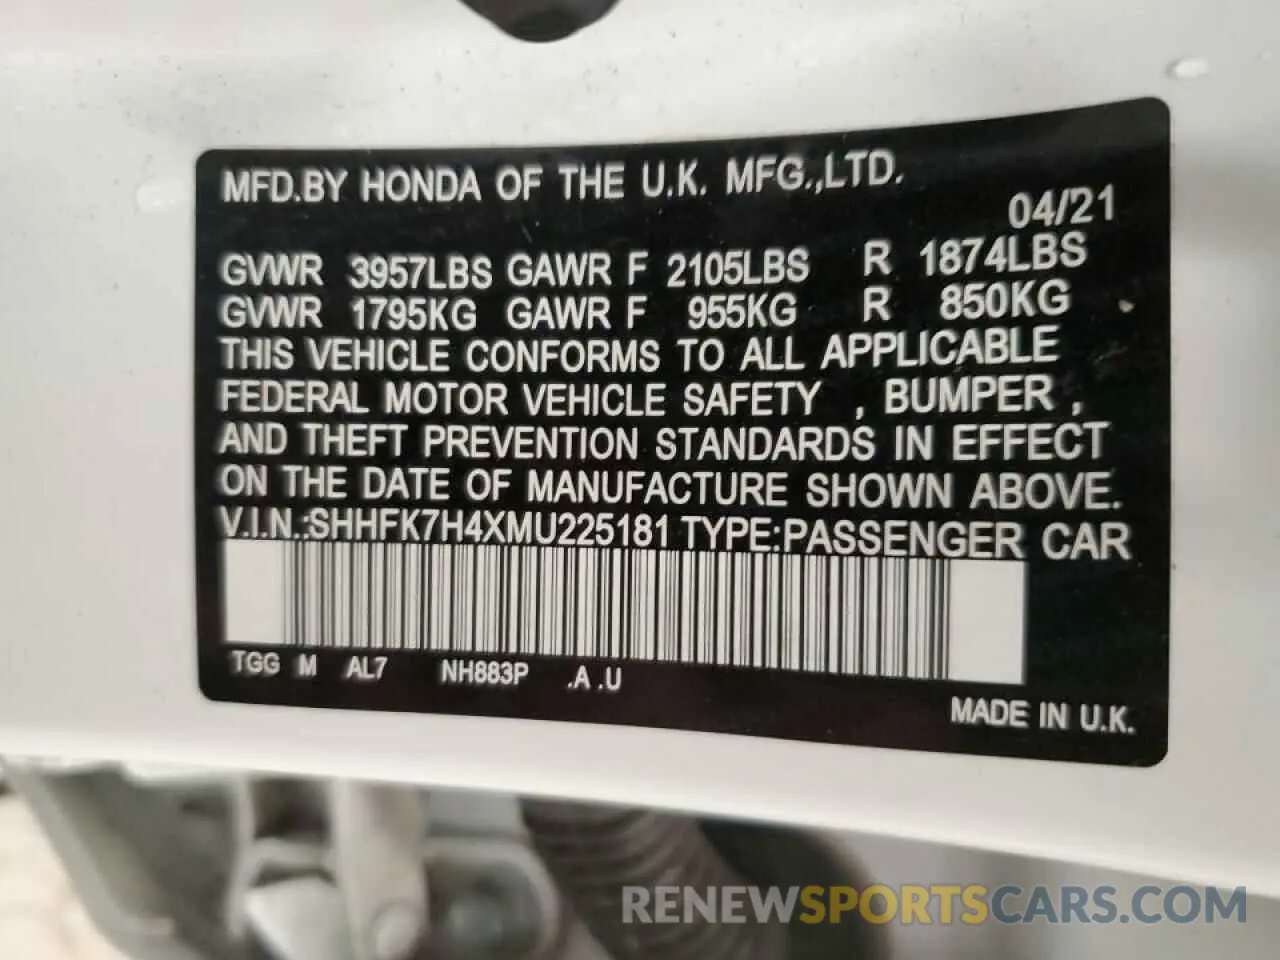 MFD.BY HONDA OF THE U.K. MFG.,LTD.
04/21
GVWR 3957LBS GAWR F 2105LBS R 1874LBS
GVWR 1795KG GAWR F 955KG R 850KG
THIS VEHICLE CONFORMS TO ALL APPLICABLE
FEDERAL MOTOR VEHICLE SAFETY , BUMPER ,
AND THEFT PREVENTION STANDARDS IN EFFECT
ON THE DATE OF MANUFACTURE SHOWN ABOVE.
V.I.N.:SHHFK7H4XMU225181 TYPE:PASSENGER CAR
TGG M AL7 NH883P .A .U
MADE IN U.K.
RENEWSPORTSCARS.COM